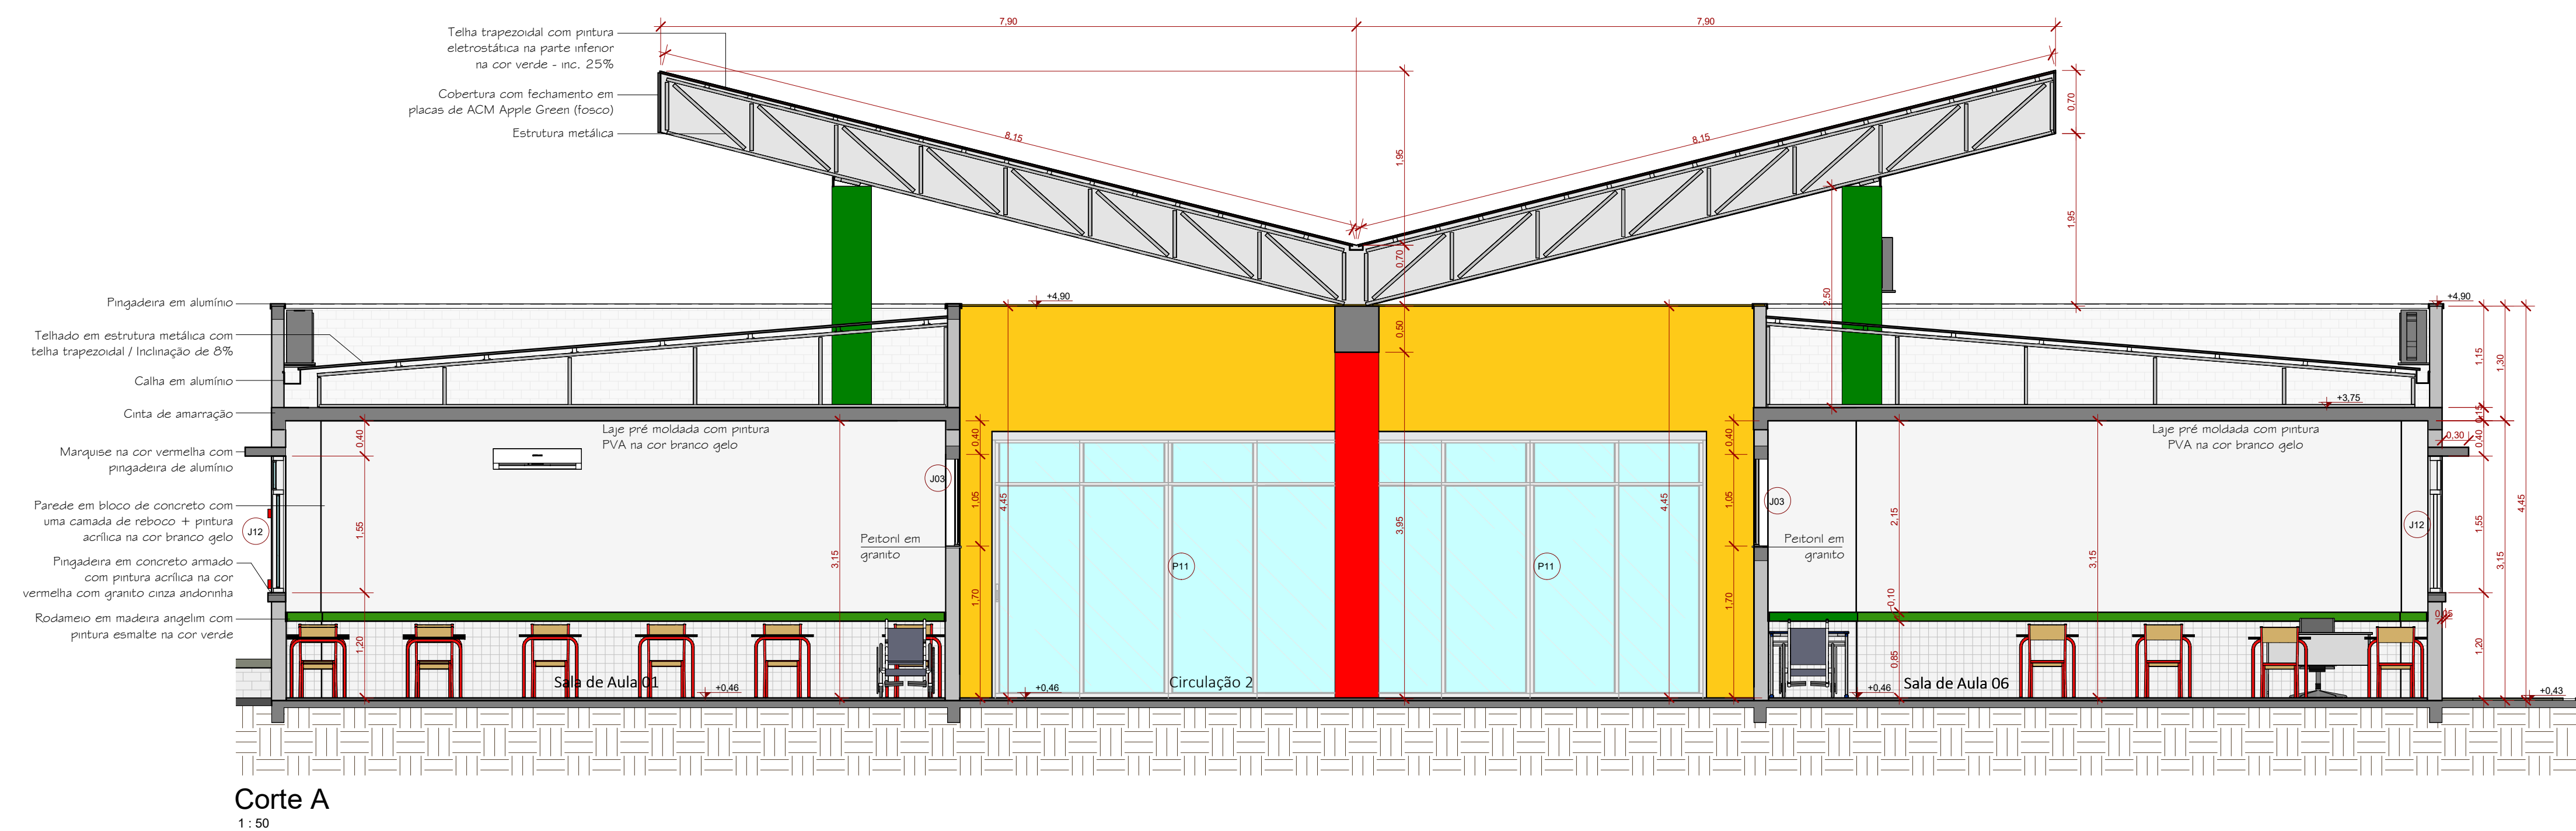 7,90
7,90
Telha trapezoidal com pintura
eletrostática na parte inferior
na cor verde - inc. 25%
Cobertura com fechamento em
placas de ACM Apple Green (fosco)
Estrutura metálica
8,15
8,15
1,95
0,70
0,70
1,95
2,50
0,50
Pingadeira em alumínio
Telhado em estrutura metálica com
telha trapezoidal / Inclinação de 8%
Calha em alumínio
Cinta de amarração
Marquise na cor vermelha com
pingadeira de alumínio
Parede em bloco de concreto com
uma camada de reboco + pintura
acrílica na cor branco gelo
Pingadeira em concreto armado
com pintura acrílica na cor
vermelha com granito cinza andorinha
Rodameio em madeira angelim com
pintura esmalte na cor verde
J12
0,40
1,55
1,20
Laje pré moldada com pintura
PVA na cor branco gelo
3,15
J03
Peitoril em
granito
Sala de Aula 01
+0,46
+4,90
0,40
1,05
1,70
4,45
P11
Circulação 2
+0,46
3,95
P11
4,45
0,40
1,05
1,70
J03
Peitoril em
granito
+3,75
Laje pré moldada com pintura
PVA na cor branco gelo
2,15
0,10
0,85
3,15
Sala de Aula 06
+0,46
J12
+4,90
1,15
1,30
0,15
0,40
0,30
1,55
3,15
4,45
0,05
1,20
+0,43
Corte A
1 : 50